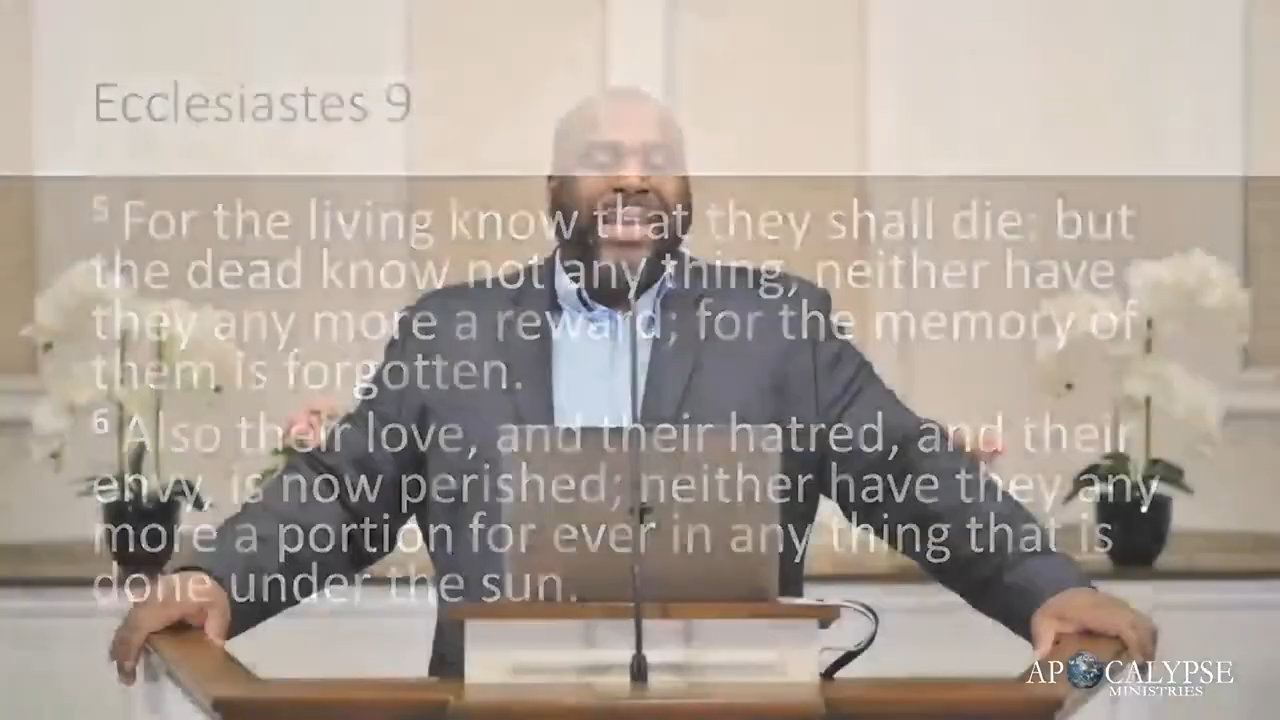 Ecclesiastes 9
5 For the living know that they shall die: but
the dead know not any thing, neither have
they any more a reward; for the memory of
them is forgotten.
6 Also their love, and their hatred, and their
envy, is now perished; neither have they any
more a portion for ever in any thing that is
done under the sun.
APOCALYPSE
MINISTRIES